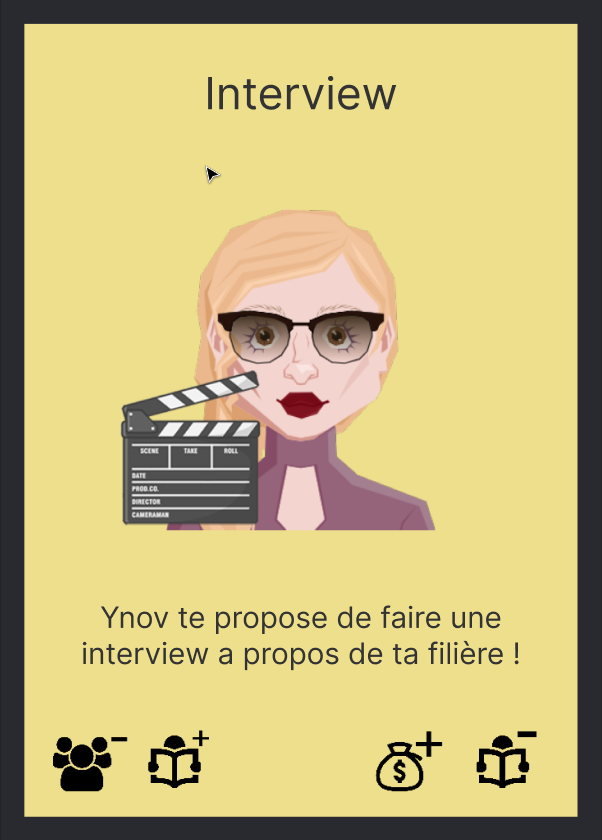 Interview
SCENE TAKE ROLL
DATE
PROD.CO.
DIRECTOR
CAMERAMAN
Ynov te propose de faire une
interview a propos de ta filière !
$